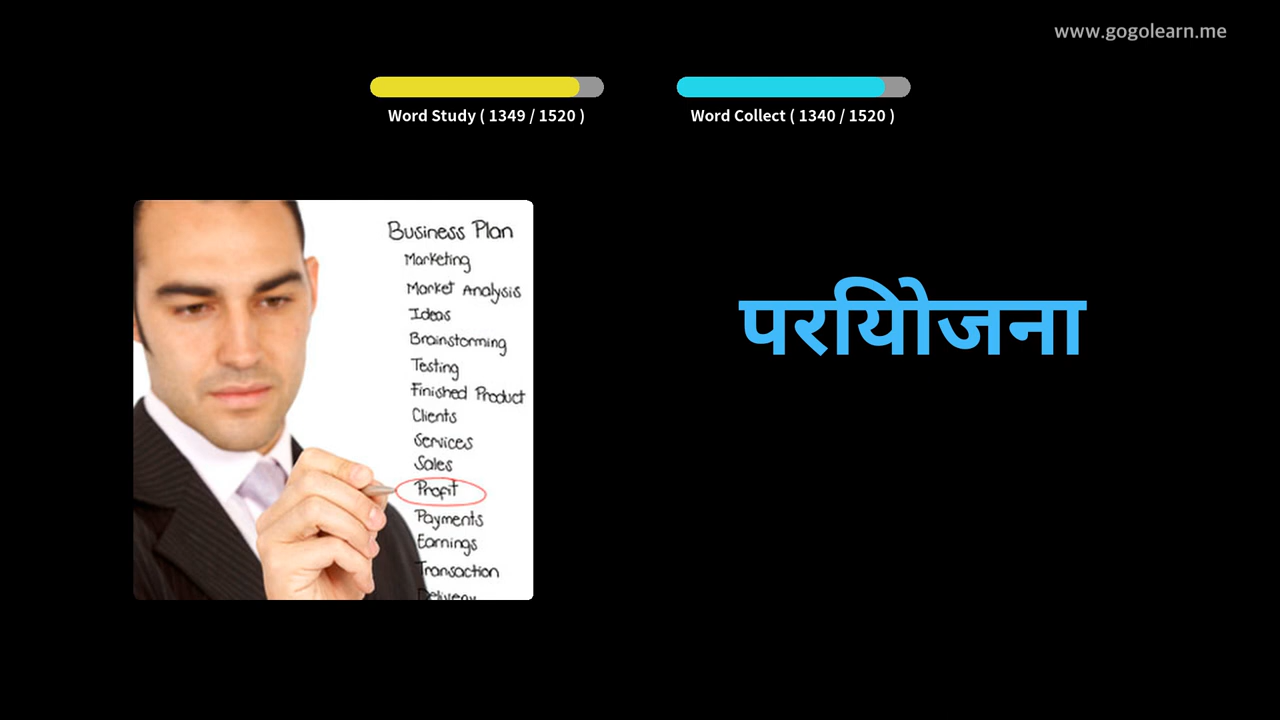 www.gogolearn.me
Word Study ( 1349 / 1520 )
Word Collect ( 1340 / 1520 )
Business Plan
Marketing
Market Analysis
Ideas
Brainstorming
Testing
Finished Product
Clients
Services
Sales
Profit
Payments
Earnings
Transaction
Delivery
परियोजना